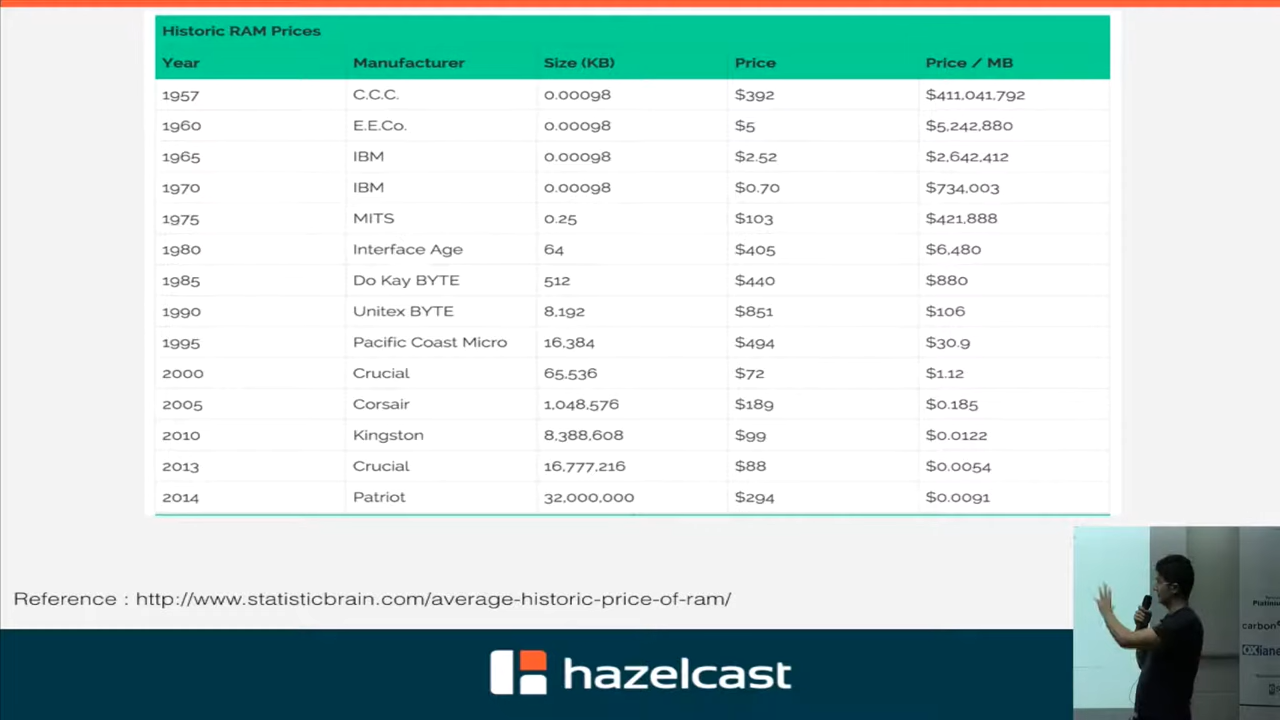 Historic RAM Prices
Year Manufacturer Size (KB) Price Price / MB
1957 C.C.C. 0.00098 $392 $411,041,792
1960 E.E.Co. 0.00098 $5 $5,242,880
1965 IBM 0.00098 $2.52 $2,642,412
1970 IBM 0.00098 $0.70 $734,003
1975 MITS 0.25 $103 $421,888
1980 Interface Age 64 $405 $6,480
1985 Do Kay BYTE 512 $440 $880
1990 Unitex BYTE 8,192 $851 $106
1995 Pacific Coast Micro 16,384 $494 $30.9
2000 Crucial 65,536 $72 $1.12
2005 Corsair 1,048,576 $189 $0.185
2010 Kingston 8,388,608 $99 $0.0122
2013 Crucial 16,777,216 $88 $0.0054
2014 Patriot 32,000,000 $294 $0.0091
Reference : http://www.statisticbrain.com/average-historic-price-of-ram/
hazelcast
Platinu
carbon
OXiane